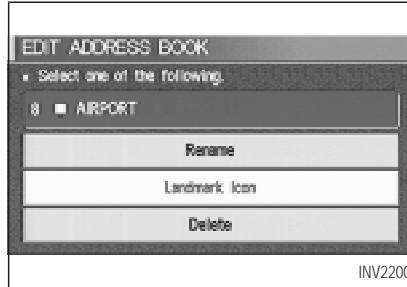 EDIT ADDRESS BOOK
Select one of the following.
8 AIRPORT
Rename
Landmark Icon
Delete
INV2200